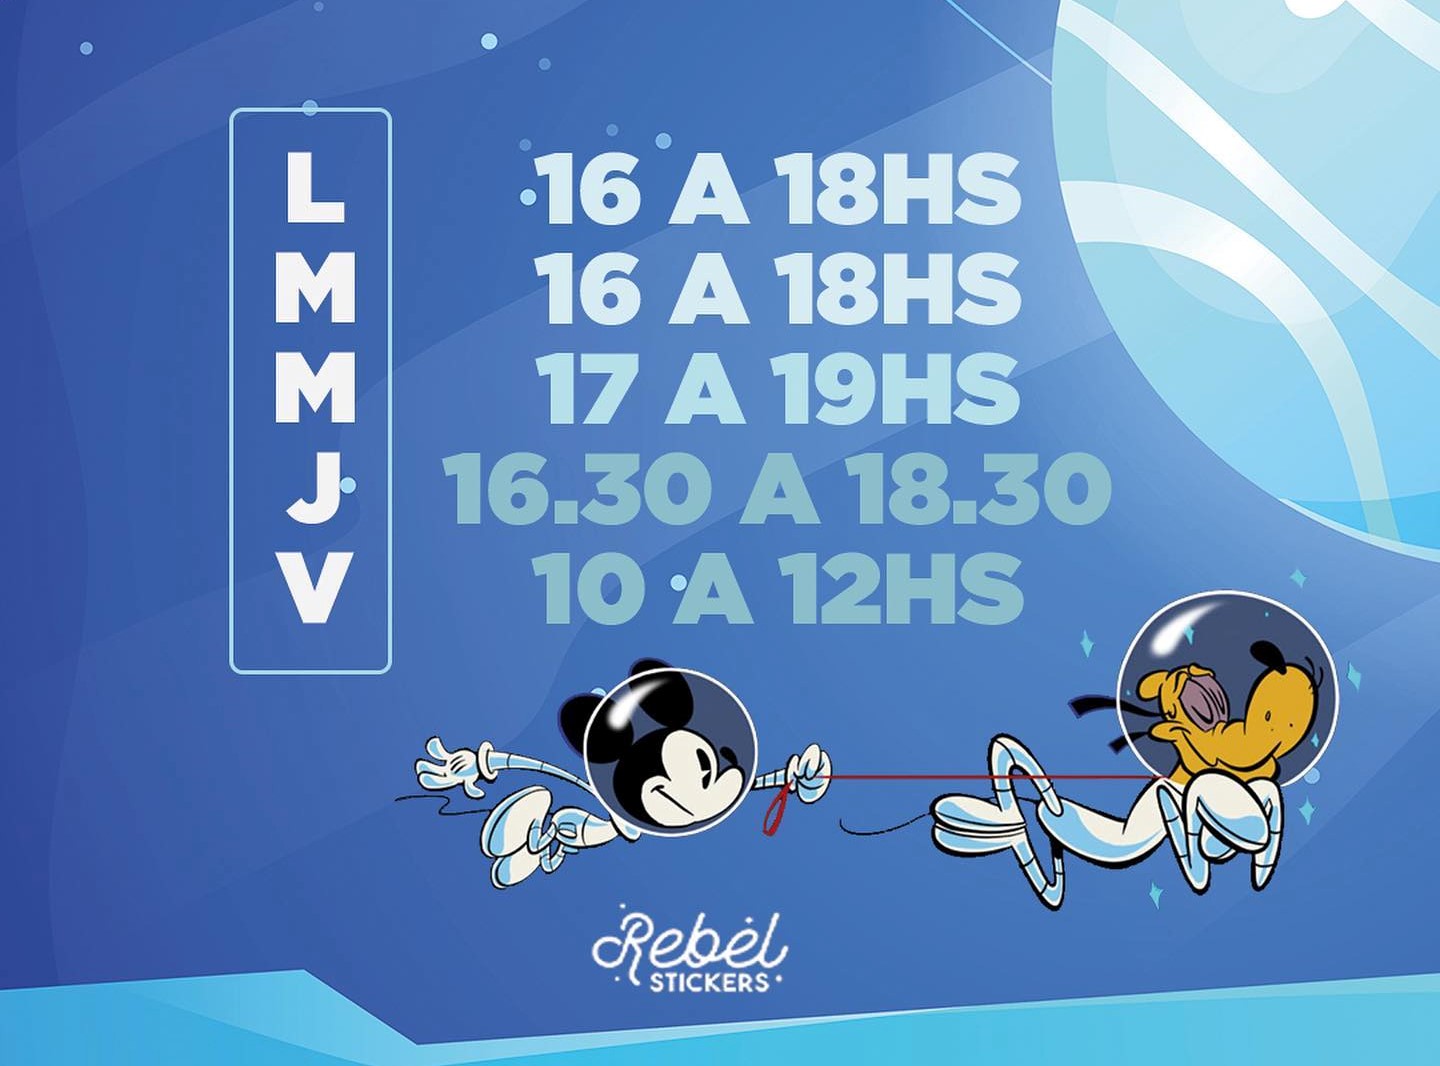 L 16 A 18HS
M 16 A 18HS
M 17 A 19HS
J 16.30 A 18.30
V 10 A 12HS
Rebel
STICKERS